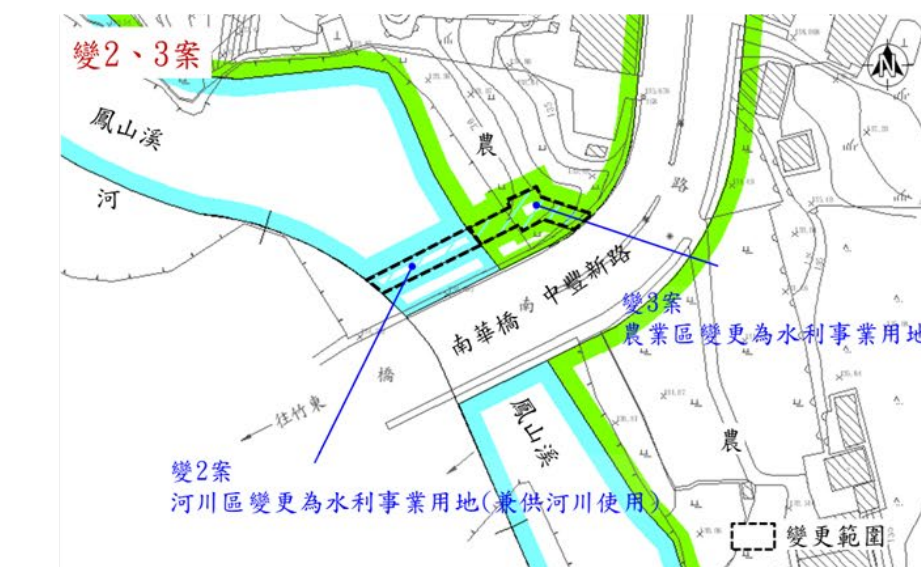 變2、3案
N
鳳山溪
河
農
路
南
中豐新路
南華橋
變3案
農業區變更為水利事業用地
橋
往竹東
鳳山溪
農
變2案
河川區變更為水利事業用地(兼供河川使用)
變更範圍